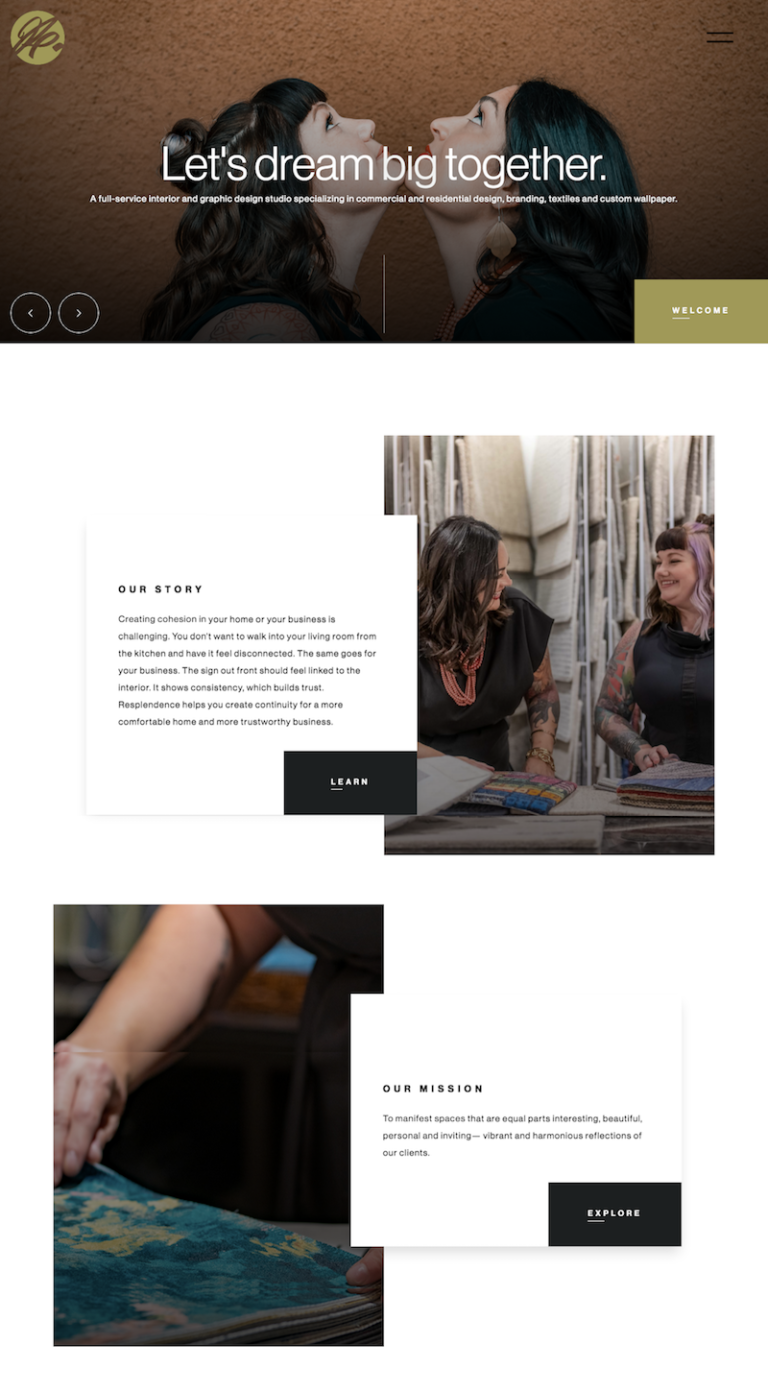 Let's dream big together.
A full-service interior and graphic design studio specializing in commercial and residential design, branding, textiles and custom wallpaper.
WELCOME
OUR STORY
Creating cohesion in your home or your business is
challenging. You don't want to walk into your living room from
the kitchen and have it feel disconnected. The same goes for
your business. The sign out front should feel linked to the
interior. It shows consistency, which builds trust.
Resplendence helps you create continuity for a more
comfortable home and more trustworthy business.
LEARN
OUR MISSION
To manifest spaces that are equal parts interesting, beautiful,
personal and inviting— vibrant and harmonious reflections of
our clients.
EXPLORE